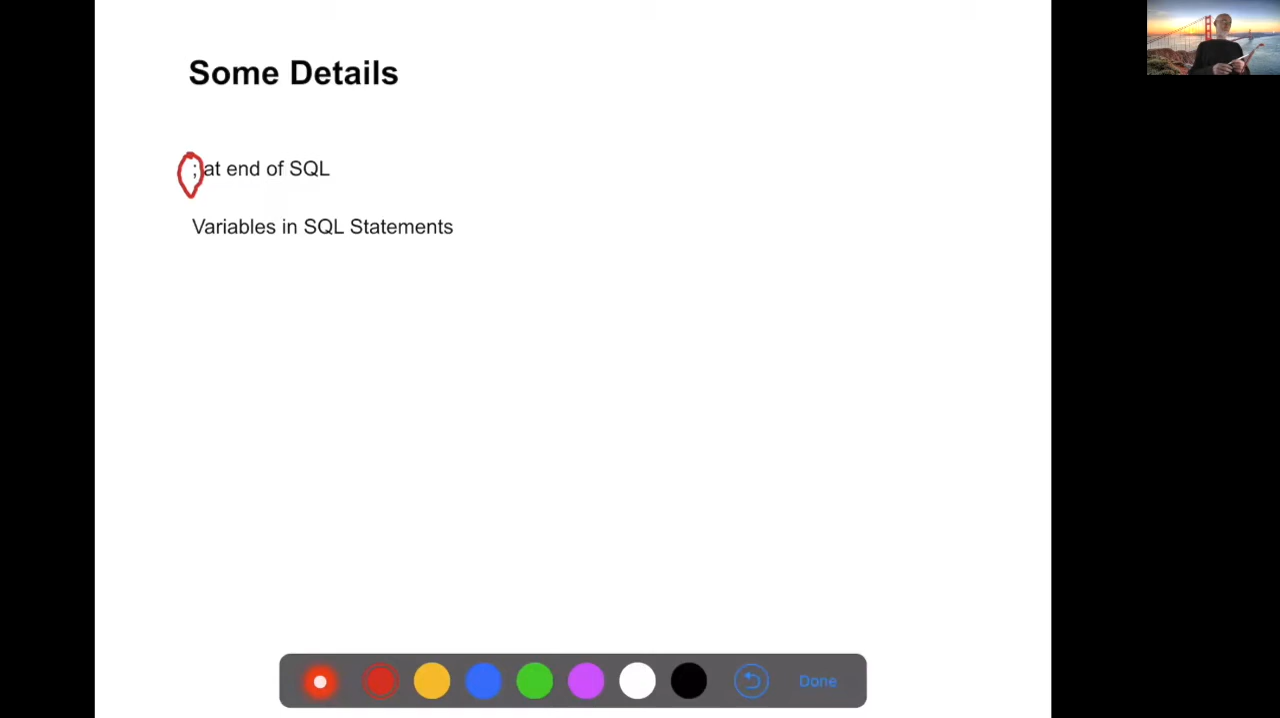 Some Details
; at end of SQL
Variables in SQL Statements
Done